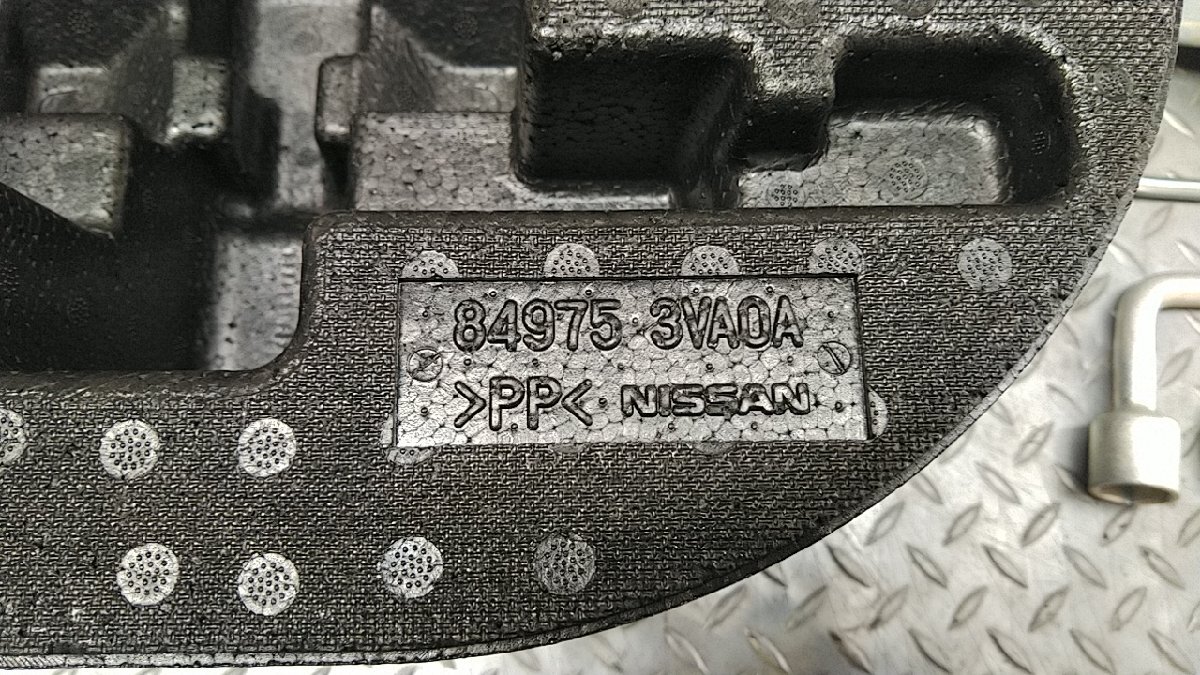 84975 3VA0A
>PP< NISSAN